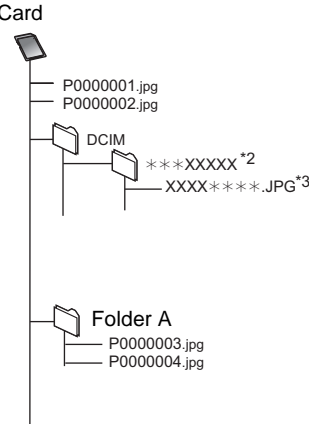 Card
P0000001.jpg
P0000002.jpg
DCIM
***XXXXX*2
XXXX****.JPG*3
Folder A
P0000003.jpg
P0000004.jpg